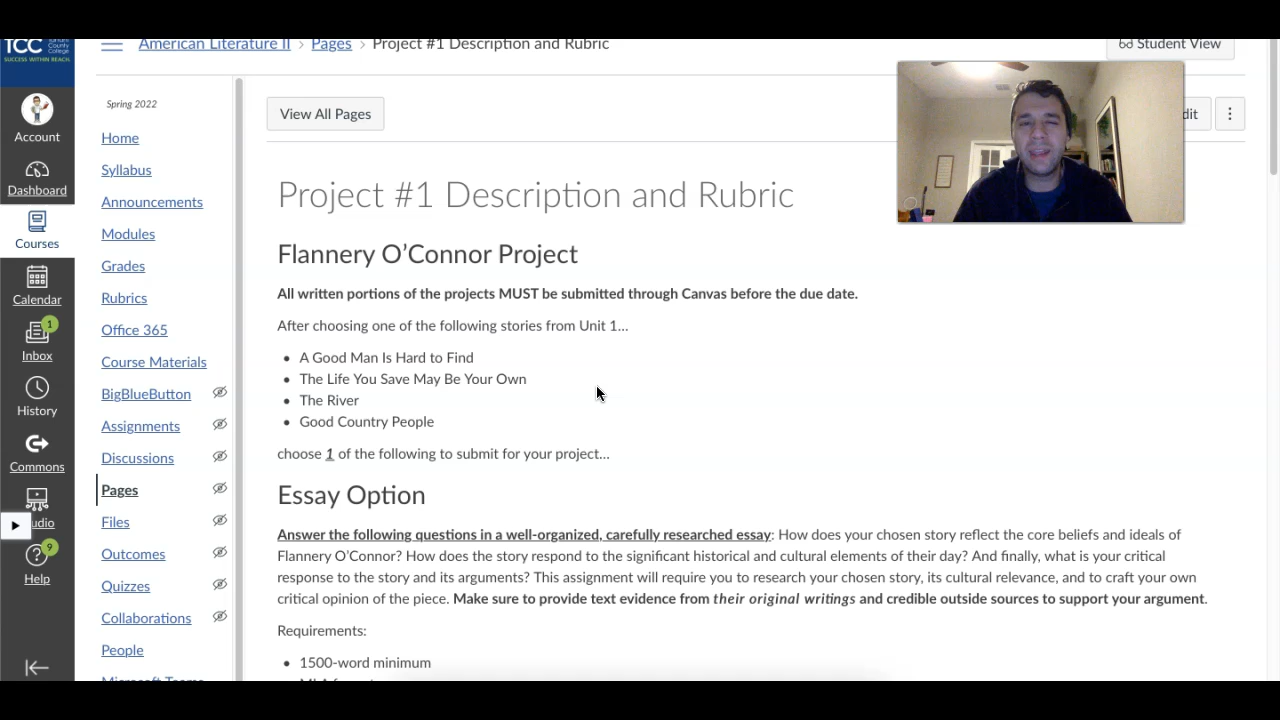 TCC
County
College
SUCCESS WITHIN REACH.
American Literature II › Pages › Project #1 Description and Rubric
Student View
Account
Dashboard
Courses
Calendar
1
Inbox
History
Commons
udio
9
Help
Spring 2022
Home
Syllabus
Announcements
Modules
Grades
Rubrics
Office 365
Course Materials
BigBlueButton
Assignments
Discussions
Pages
Files
Outcomes
Quizzes
Collaborations
People
Microsoft Teams
View All Pages
dit
Project #1 Description and Rubric
Flannery O’Connor Project
All written portions of the projects MUST be submitted through Canvas before the due date.
After choosing one of the following stories from Unit 1...
• A Good Man Is Hard to Find
• The Life You Save May Be Your Own
• The River
• Good Country People
choose 1 of the following to submit for your project...
Essay Option
Answer the following questions in a well-organized, carefully researched essay: How does your chosen story reflect the core beliefs and ideals of
Flannery O’Connor? How does the story respond to the significant historical and cultural elements of their day? And finally, what is your critical
response to the story and its arguments? This assignment will require you to research your chosen story, its cultural relevance, and to craft your own
critical opinion of the piece. Make sure to provide text evidence from their original writings and credible outside sources to support your argument.
Requirements:
• 1500-word minimum